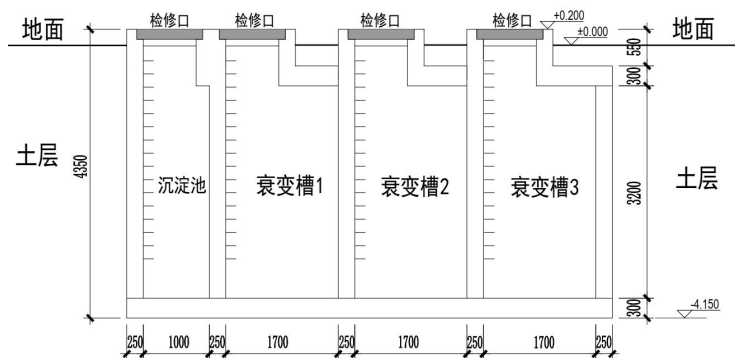 检修口 检修口 检修口 检修口 +0.200
地面 ±0.000 地面
550
300
土层 4350 沉淀池 衰变槽1 衰变槽2 衰变槽3 3200 土层
300 -4.150
250 1000 250 1700 250 1700 250 1700 250